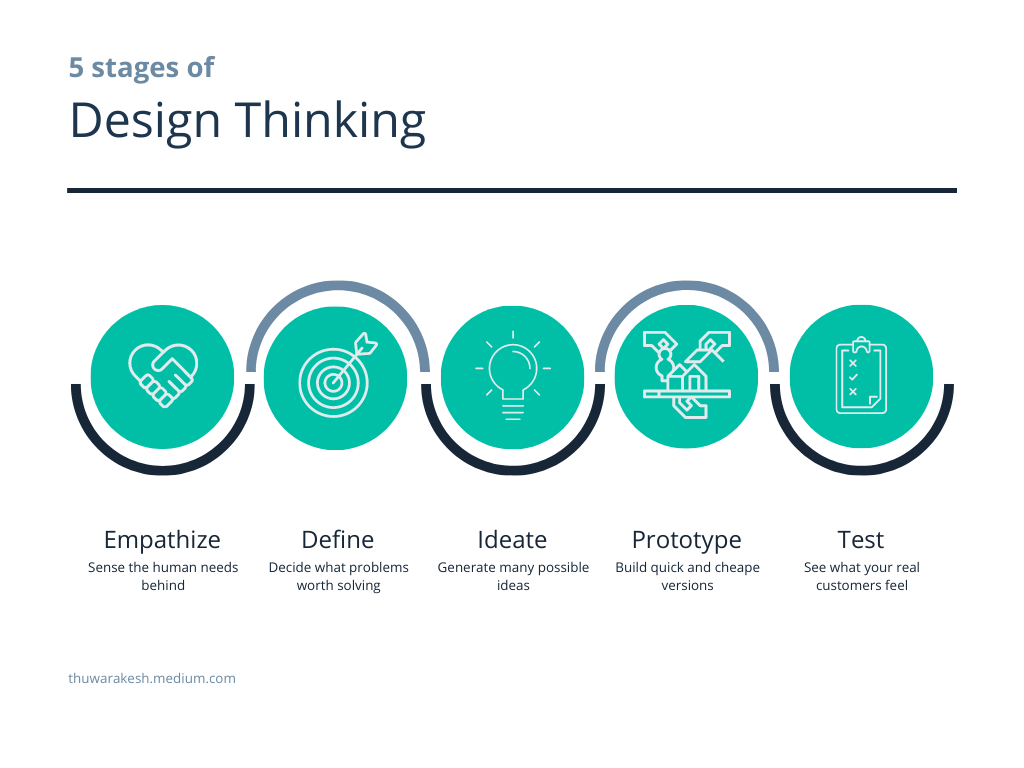 5 stages of
Design Thinking
Empathize
Sense the human needs
behind
Define
Decide what problems
worth solving
Ideate
Generate many possible
ideas
Prototype
Build quick and cheape
versions
Test
See what your real
customers feel
thuwarakesh.medium.com